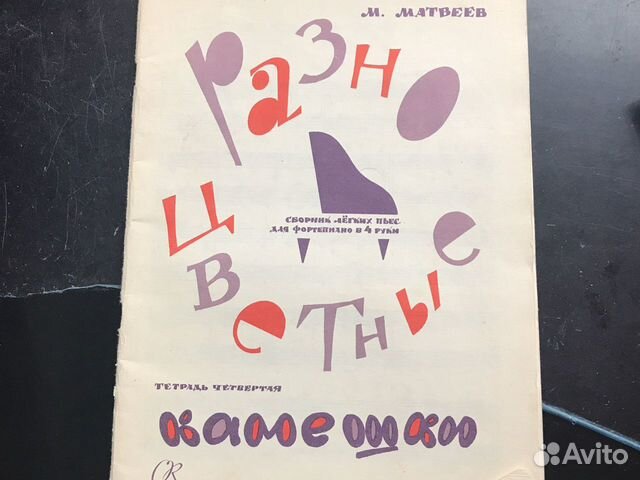 М. МАТВЕЕВ
РАЗНО
СБОРНИК ЛЁГКИХ ПЬЕС
ДЛЯ ФОРТЕПИАНО В 4 РУКИ
ЦВЕТНЫЕ
ТЕТРАДЬ ЧЕТВЕРТАЯ
камешки
Avito